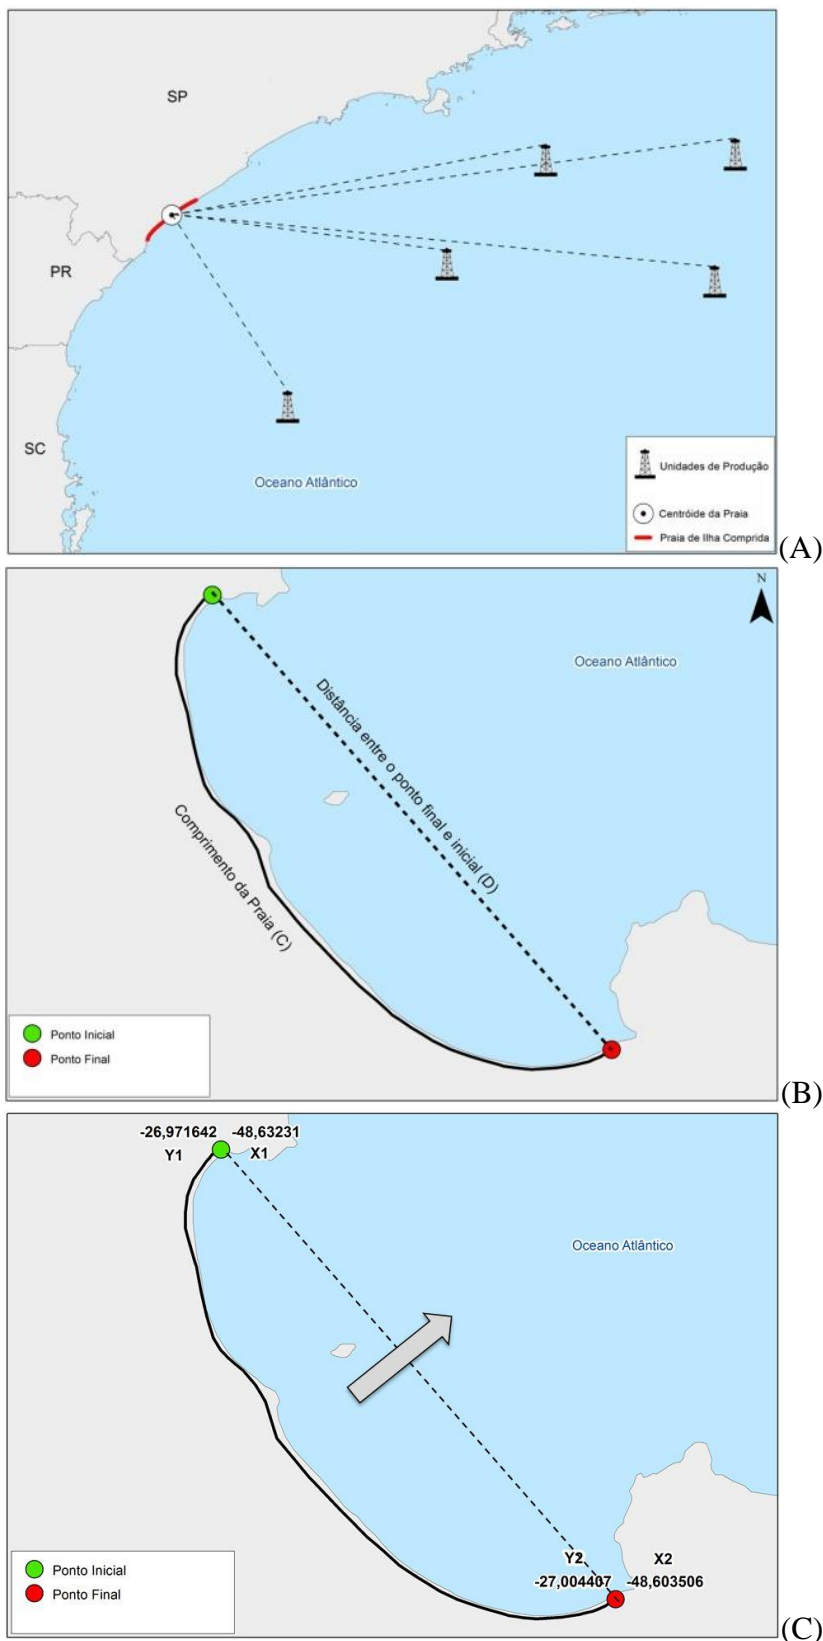 SP
PR
SC
Oceano Atlântico
Unidades de Produção
Centróide da Praia
Praia de Ilha Comprida
(A)
N
Oceano Atlântico
Distância entre o ponto final e inicial (D)
Comprimento da Praia (C)
Ponto Inicial
Ponto Final
(B)
-26,971642 -48,63231
Y1 X1
Oceano Atlântico
Y2 X2
-27,004407 -48,603506
Ponto Inicial
Ponto Final
(C)